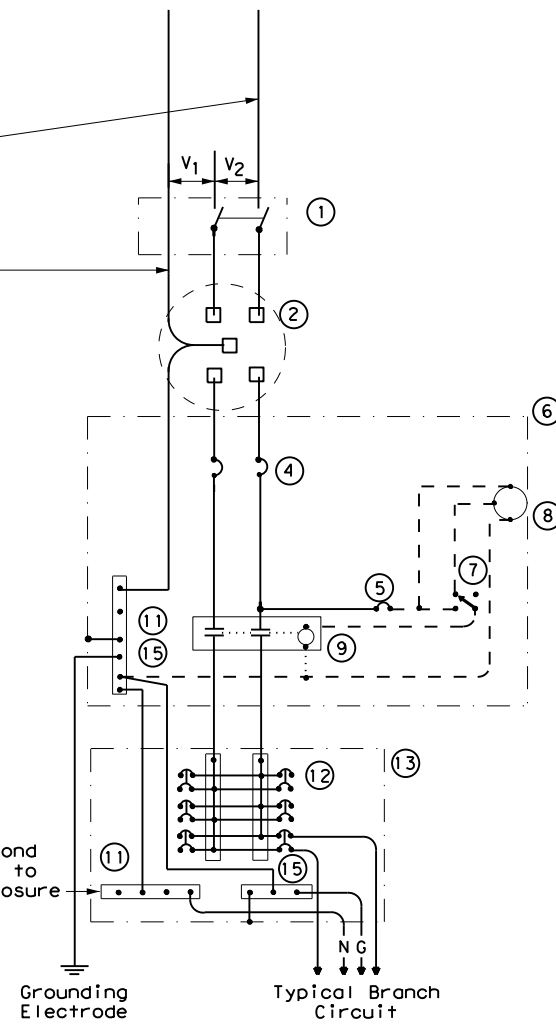 V1 V2
1
2
6
4
8
5
7
11
15
9
13
12
11
15
ond
to
osure
N G
Grounding
Electrode
Typical Branch
Circuit